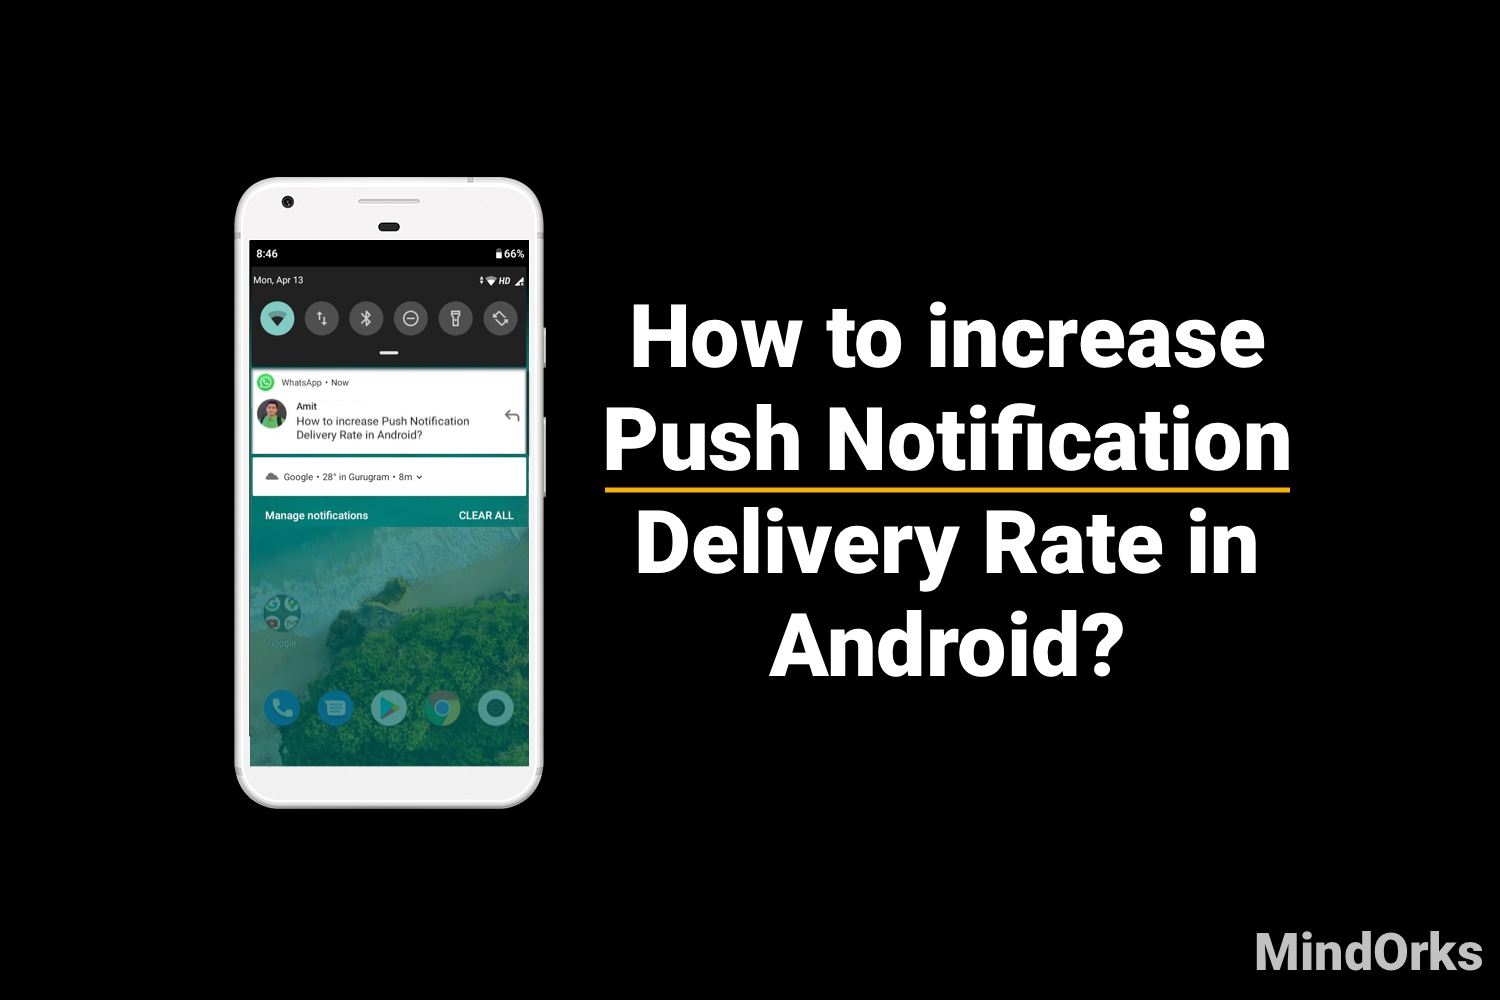 8:46
66%
Mon, Apr 13
HD
WhatsApp • Now
Amit
How to increase Push Notification
Delivery Rate in Android?
Google • 28° in Gurugram • 8m
Manage notifications
CLEAR ALL
Google
How to increase
Push Notification
Delivery Rate in
Android?
MindOrks